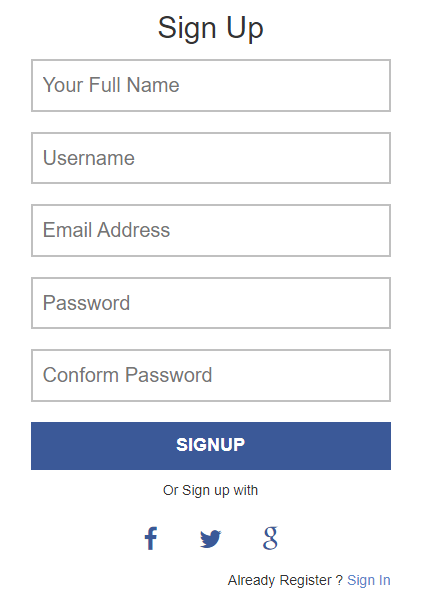 Sign Up
Your Full Name
Username
Email Address
Password
Conform Password
SIGNUP
Or Sign up with
Already Register ? Sign In